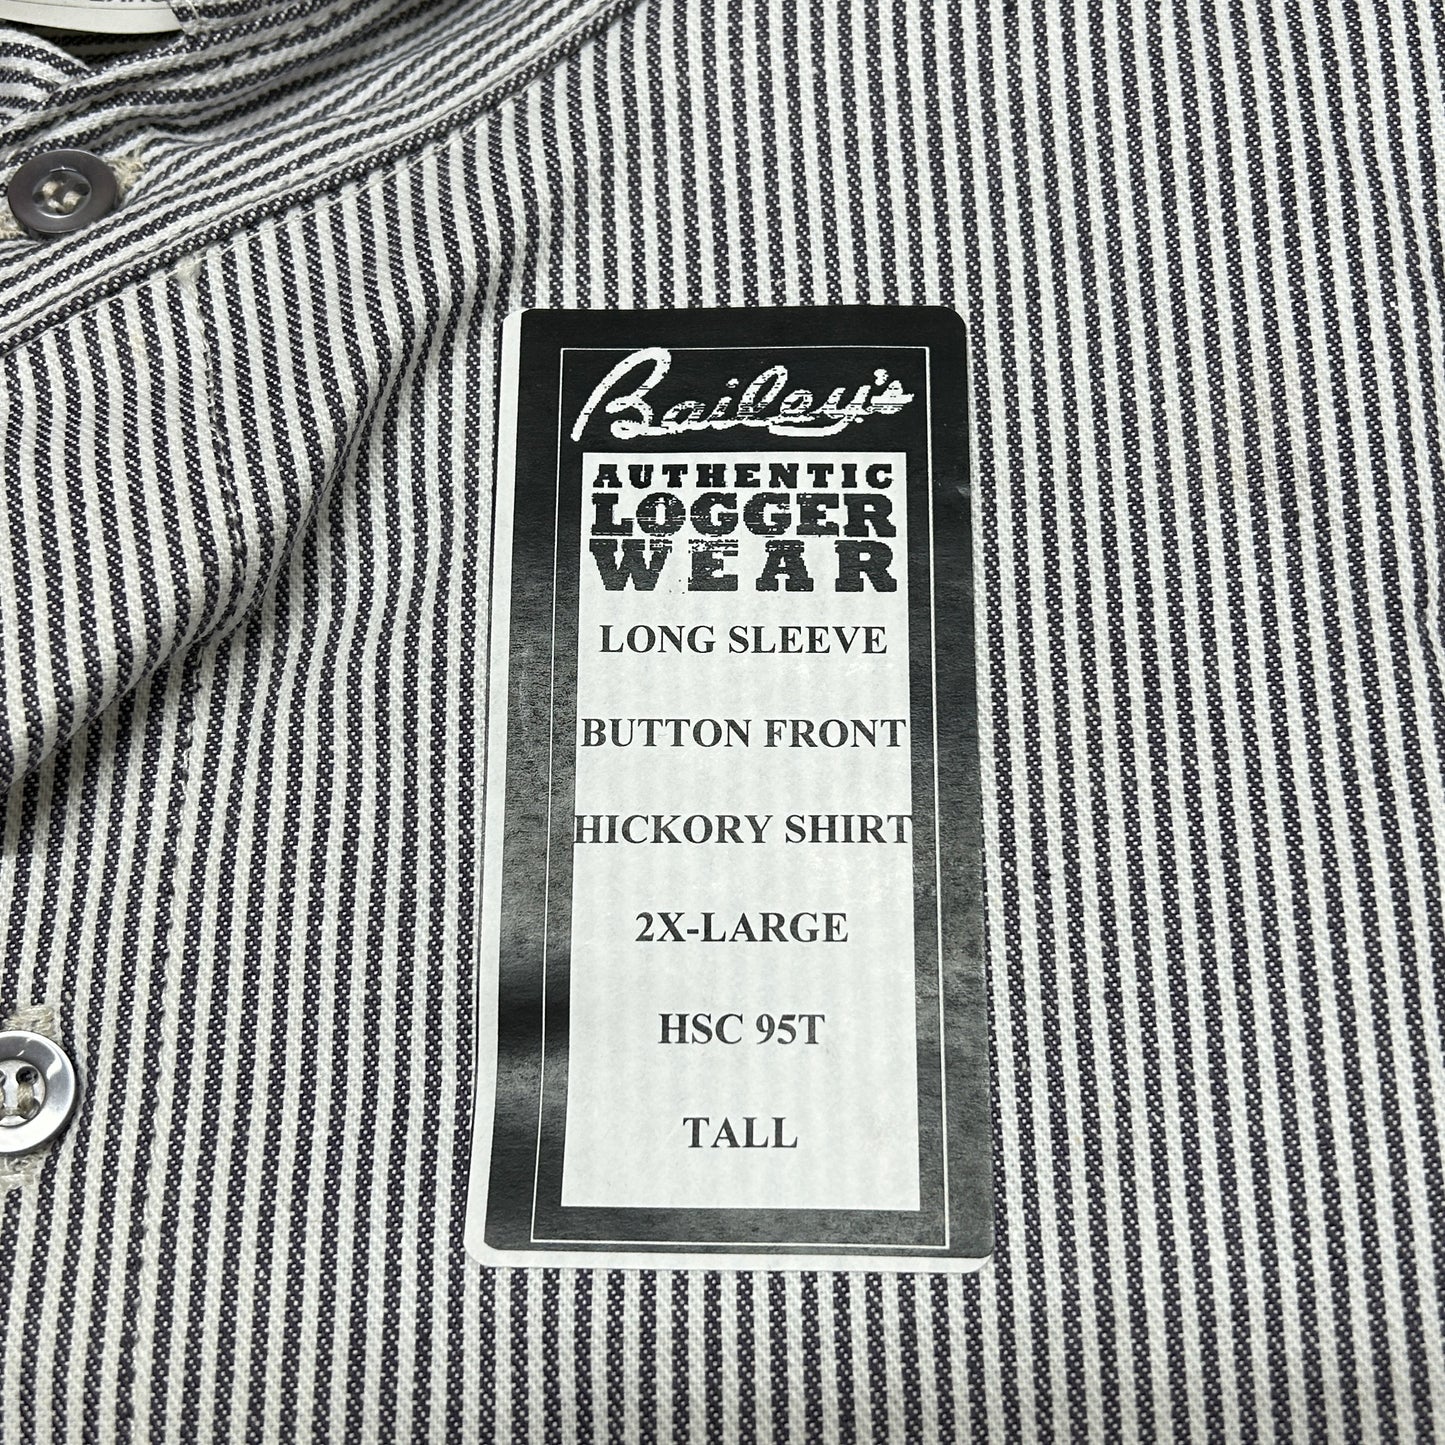 Bailey's
AUTHENTIC
LOGGER
WEAR
LONG SLEEVE
BUTTON FRONT
HICKORY SHIRT
2X-LARGE
HSC 95T
TALL